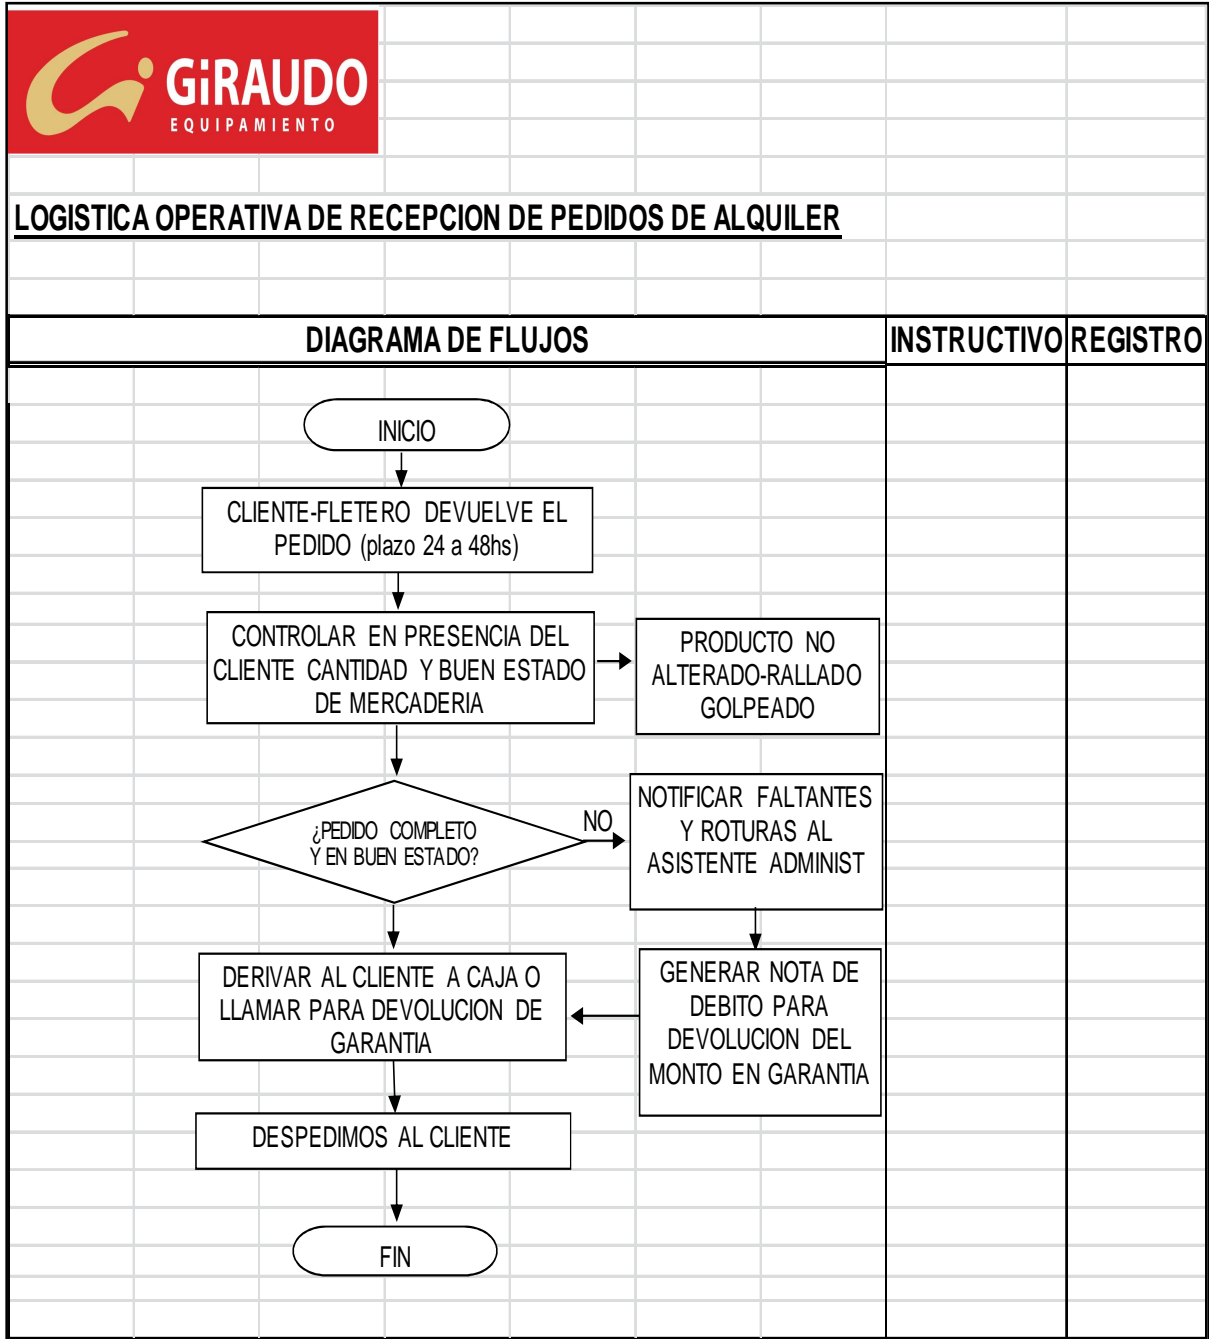 GiRAUDO
EQUIPAMIENTO
LOGISTICA OPERATIVA DE RECEPCION DE PEDIDOS DE ALQUILER
DIAGRAMA DE FLUJOS
INSTRUCTIVO
REGISTRO
INICIO
CLIENTE-FLETERO DEVUELVE EL
PEDIDO (plazo 24 a 48hs)
CONTROLAR EN PRESENCIA DEL
CLIENTE CANTIDAD Y BUEN ESTADO
DE MERCADERIA
PRODUCTO NO
ALTERADO-RALLADO
GOLPEADO
¿PEDIDO COMPLETO
Y EN BUEN ESTADO?
NO
NOTIFICAR FALTANTES
Y ROTURAS AL
ASISTENTE ADMINIST
DERIVAR AL CLIENTE A CAJA O
LLAMAR PARA DEVOLUCION DE
GARANTIA
GENERAR NOTA DE
DEBITO PARA
DEVOLUCION DEL
MONTO EN GARANTIA
DESPEDIMOS AL CLIENTE
FIN